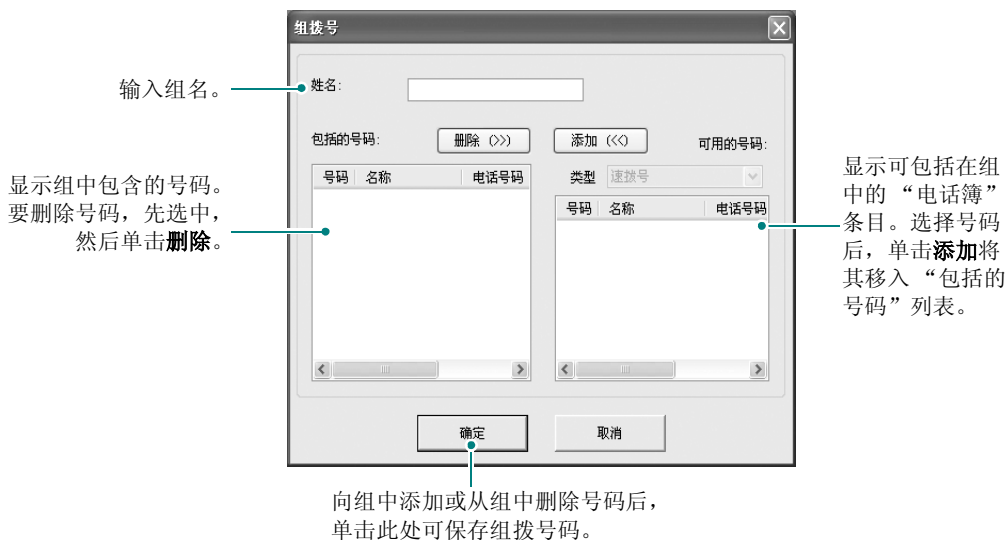 组拨号
输入组名。
姓名:
包括的号码:
删除 (>>)
添加 (<<)
可用的号码:
号码 名称 电话号码
类型 速拨号
号码 名称 电话号码
显示组中包含的号码。
要删除号码，先选中，
然后单击删除。
显示可包括在组
中的 “电话簿”
条目。选择号码
后，单击添加将
其移入 “包括的
号码”列表。
确定
取消
向组中添加或从组中删除号码后，
单击此处可保存组拨号码。